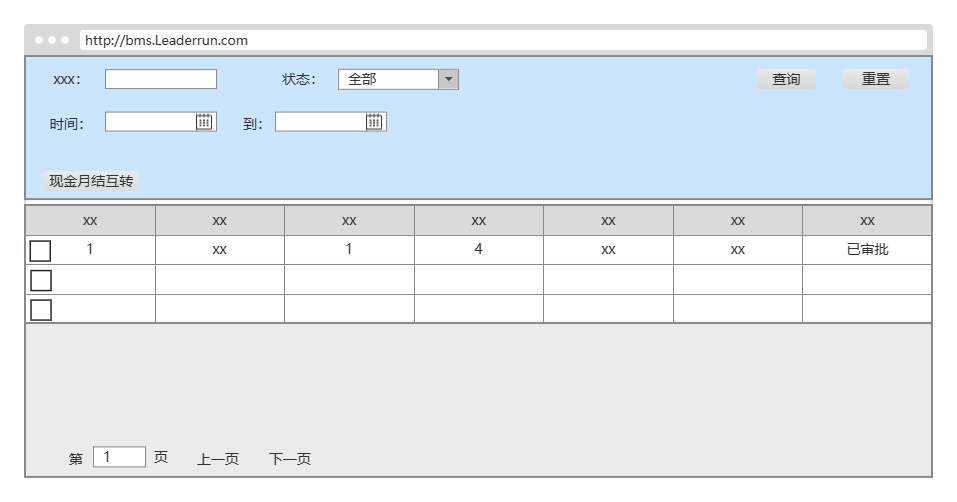 http://bms.Leaderrun.com
xxx： 状态： 全部 查询 重置
时间： 到：
现金月结互转
xx xx xx xx xx xx xx
1 xx 1 4 xx xx 已审批
第 1 页 上一页 下一页